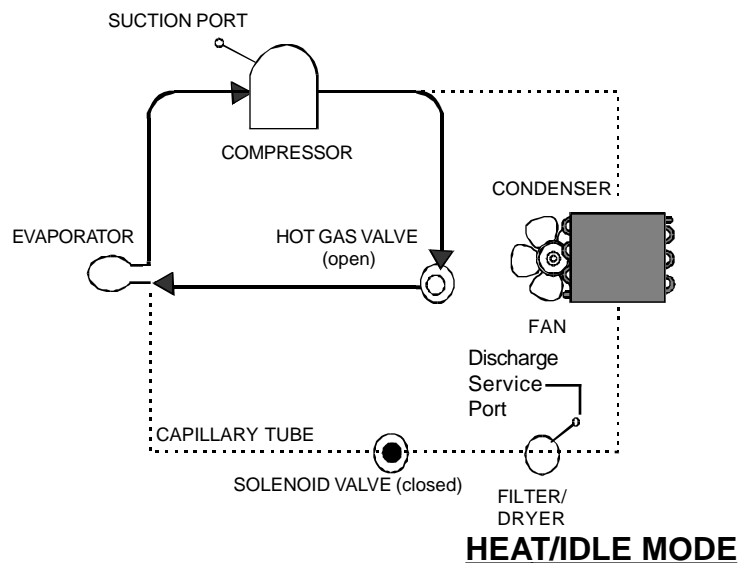 SUCTION PORT
COMPRESSOR
CONDENSER
EVAPORATOR
HOT GAS VALVE
(open)
FAN
Discharge
Service
Port
CAPILLARY TUBE
SOLENOID VALVE (closed)
FILTER/
DRYER
HEAT/IDLE MODE